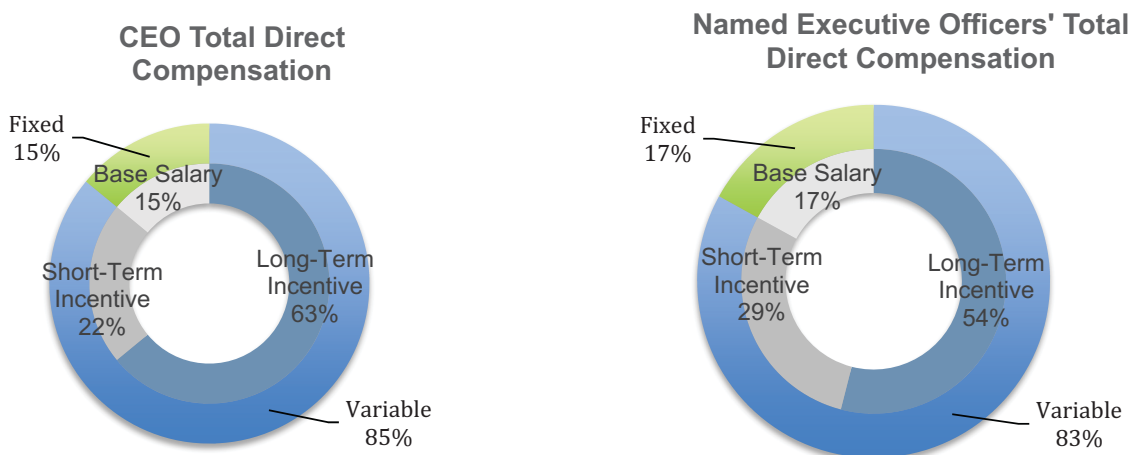 CEO Total Direct
Compensation
Fixed
15%
Base Salary
15%
Short-Term
Incentive
22%
Long-Term
Incentive
63%
Variable
85%
Named Executive Officers' Total
Direct Compensation
Fixed
17%
Base Salary
17%
Short-Term
Incentive
29%
Long-Term
Incentive
54%
Variable
83%